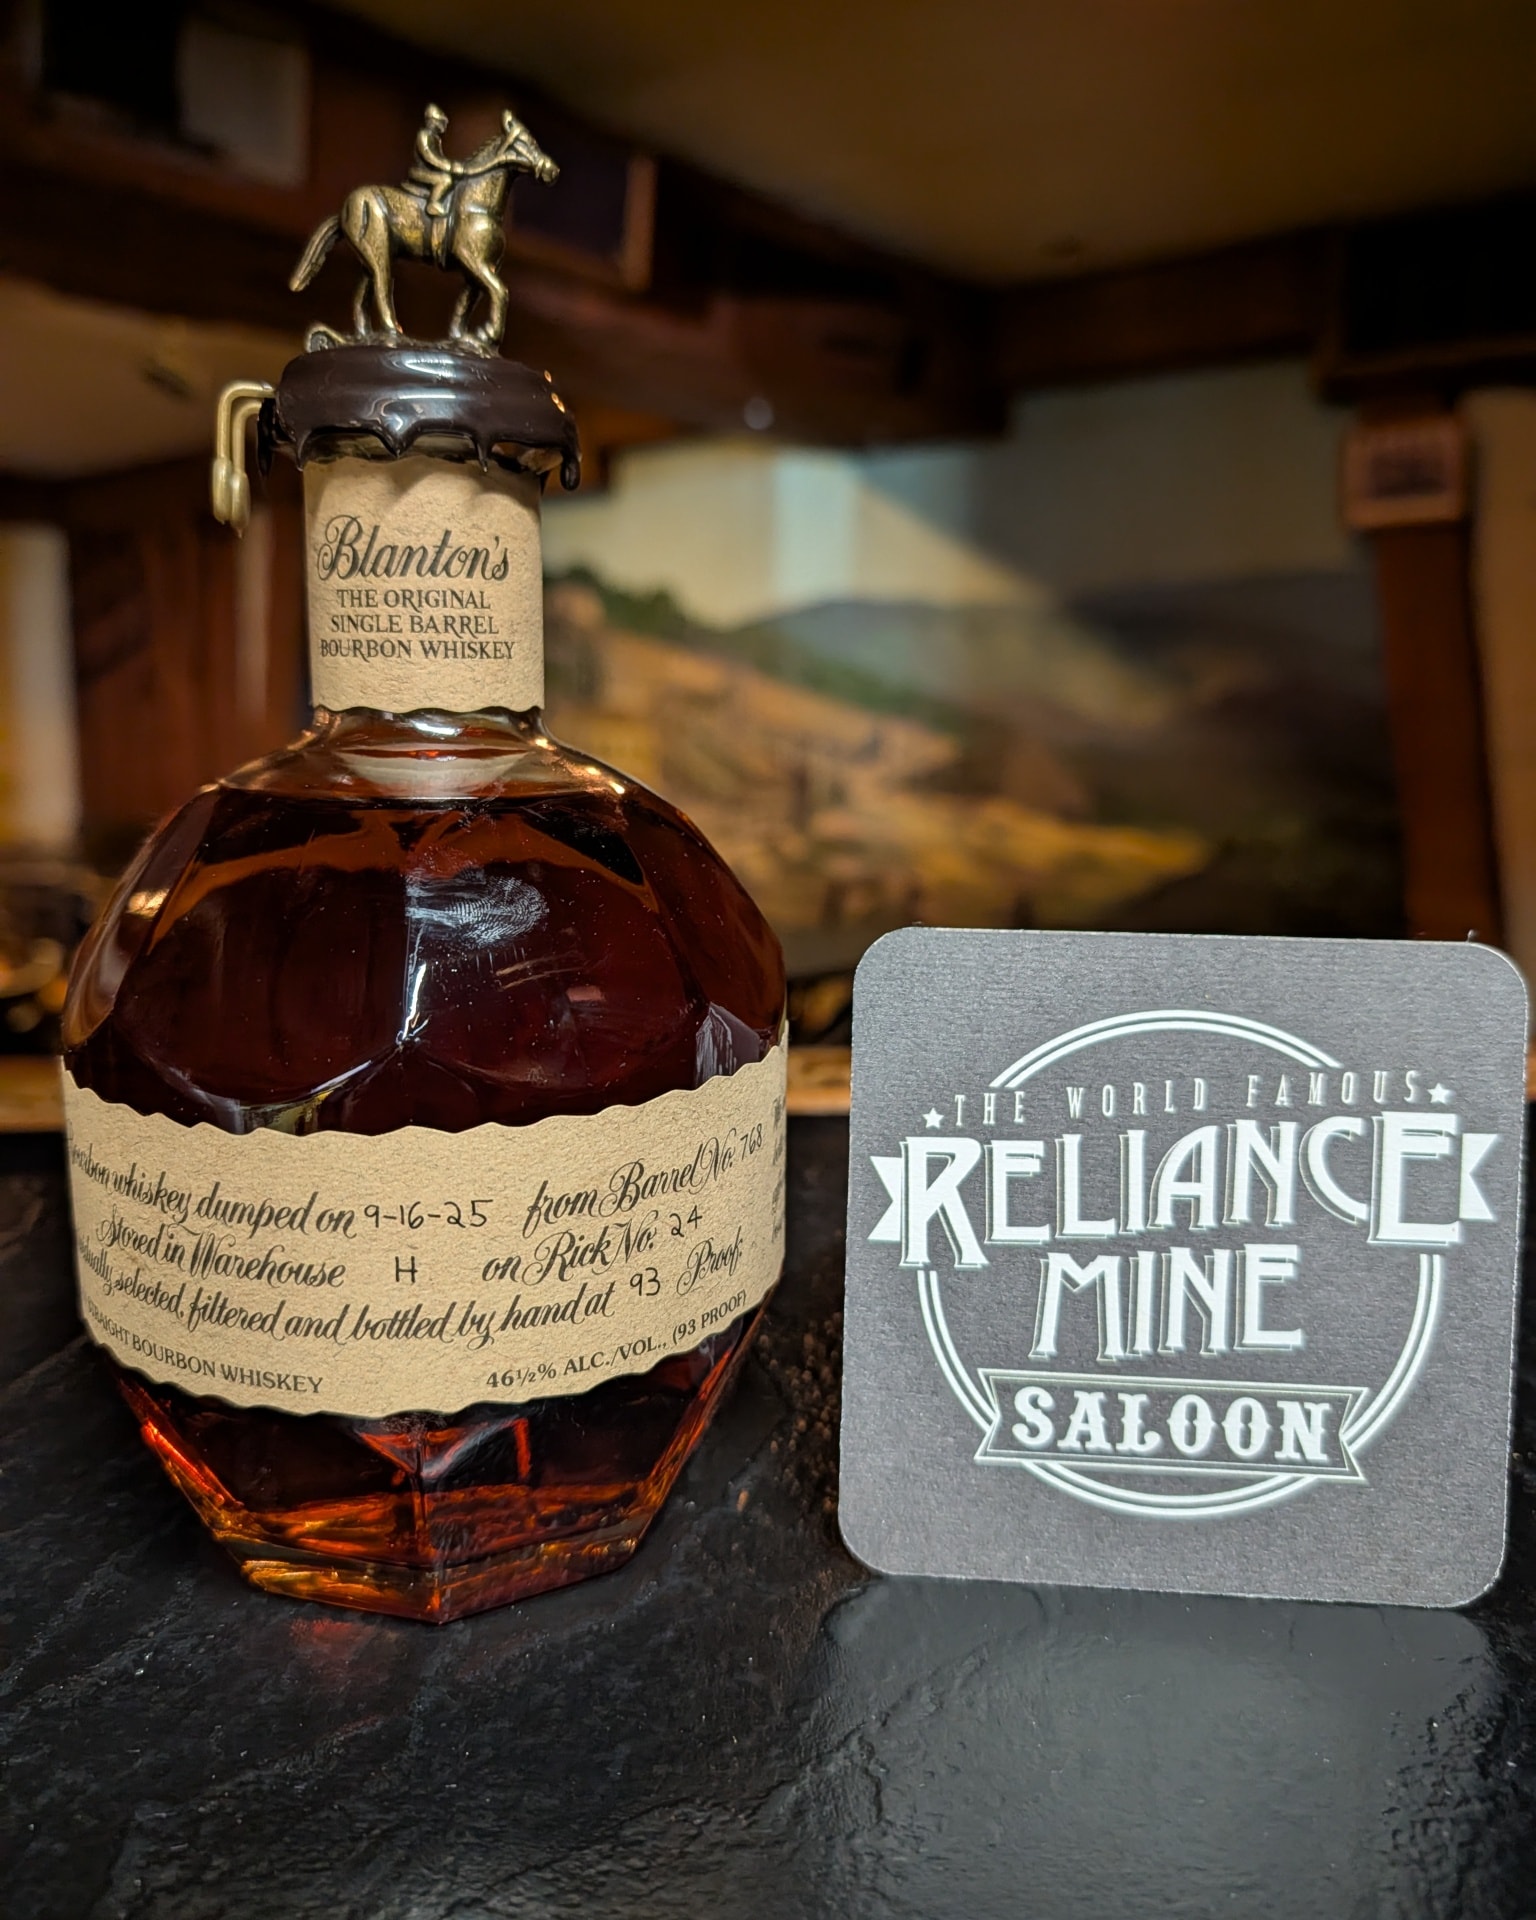 Blanton's
THE ORIGINAL
SINGLE BARREL
BOURBON WHISKEY
whiskey dumped on 9-16-25 from Barrel No. 768
Stored in Warehouse H on Rick No. 24
selected, filtered and bottled by hand at 93 Proof:
STRAIGHT BOURBON WHISKEY 46½% ALC./VOL., (93 PROOF)
THE WORLD FAMOUS
RELIANCE
MINE
SALOON